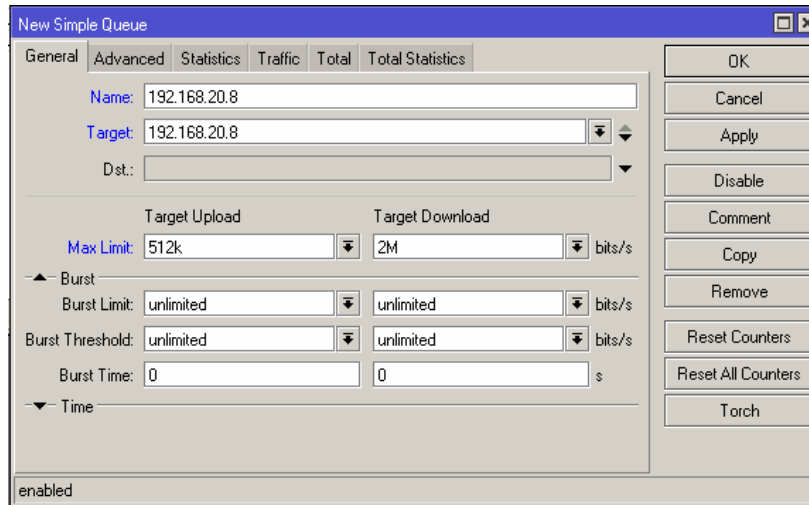 New Simple Queue
General Advanced Statistics Traffic Total Total Statistics
Name: 192.168.20.8
Target: 192.168.20.8
Dst.:
Target Upload Target Download
Max Limit: 512k 2M bits/s
Burst
Burst Limit: unlimited unlimited bits/s
Burst Threshold: unlimited unlimited bits/s
Burst Time: 0 0 s
Time
enabled
OK
Cancel
Apply
Disable
Comment
Copy
Remove
Reset Counters
Reset All Counters
Torch